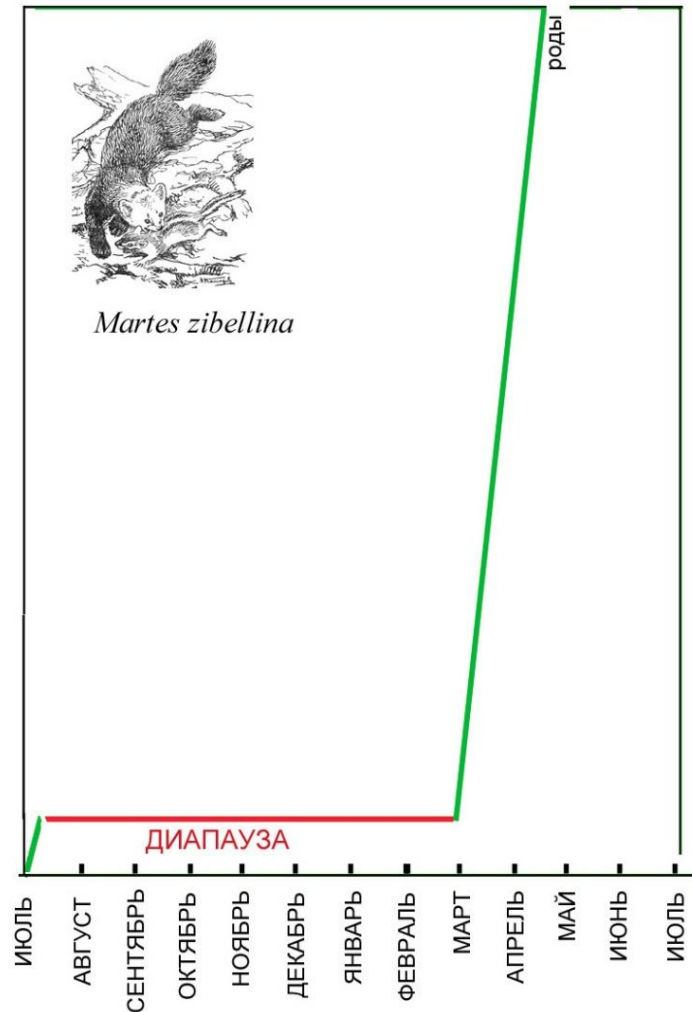 роды
Martes zibellina
ДИАПАУЗА
ИЮЛЬ
АВГУСТ
СЕНТЯБРЬ
ОКТЯБРЬ
НОЯБРЬ
ДЕКАБРЬ
ЯНВАРЬ
ФЕВРАЛЬ
МАРТ
АПРЕЛЬ
МАЙ
ИЮНЬ
ИЮЛЬ